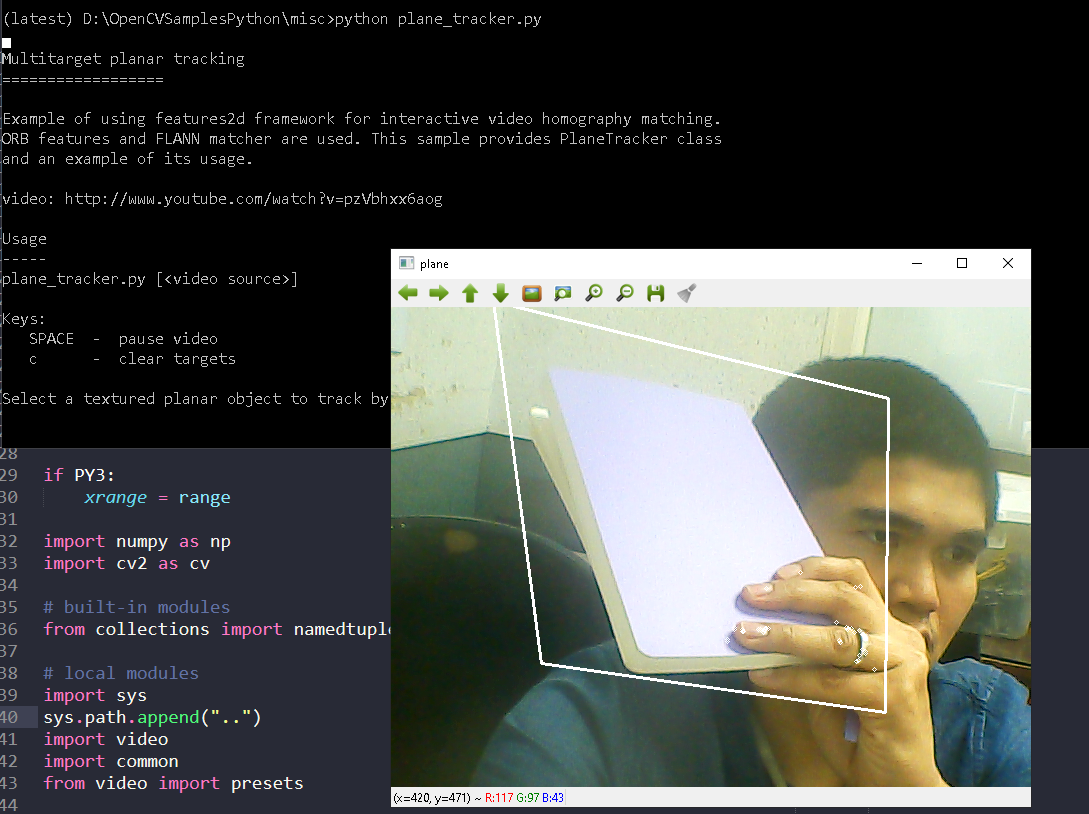 (latest) D:\OpenCVSamplesPython\misc>python plane_tracker.py
Multitarget planar tracking
==================
Example of using features2d framework for interactive video homography matching.
ORB features and FLANN matcher are used. This sample provides PlaneTracker class
and an example of its usage.
video: http://www.youtube.com/watch?v=pzVbhxx6aog
Usage
-----
plane_tracker.py [<video source>]
Keys:
SPACE - pause video
c - clear targets
Select a textured planar object to track by
plane
28
29 if PY3:
30 xrange = range
31
32 import numpy as np
33 import cv2 as cv
34
35 # built-in modules
36 from collections import namedtuple
37
38 # local modules
39 import sys
40 sys.path.append("..")
41 import video
42 import common
43 from video import presets
44
(x=420, y=471) ~ R:117 G:97 B:43